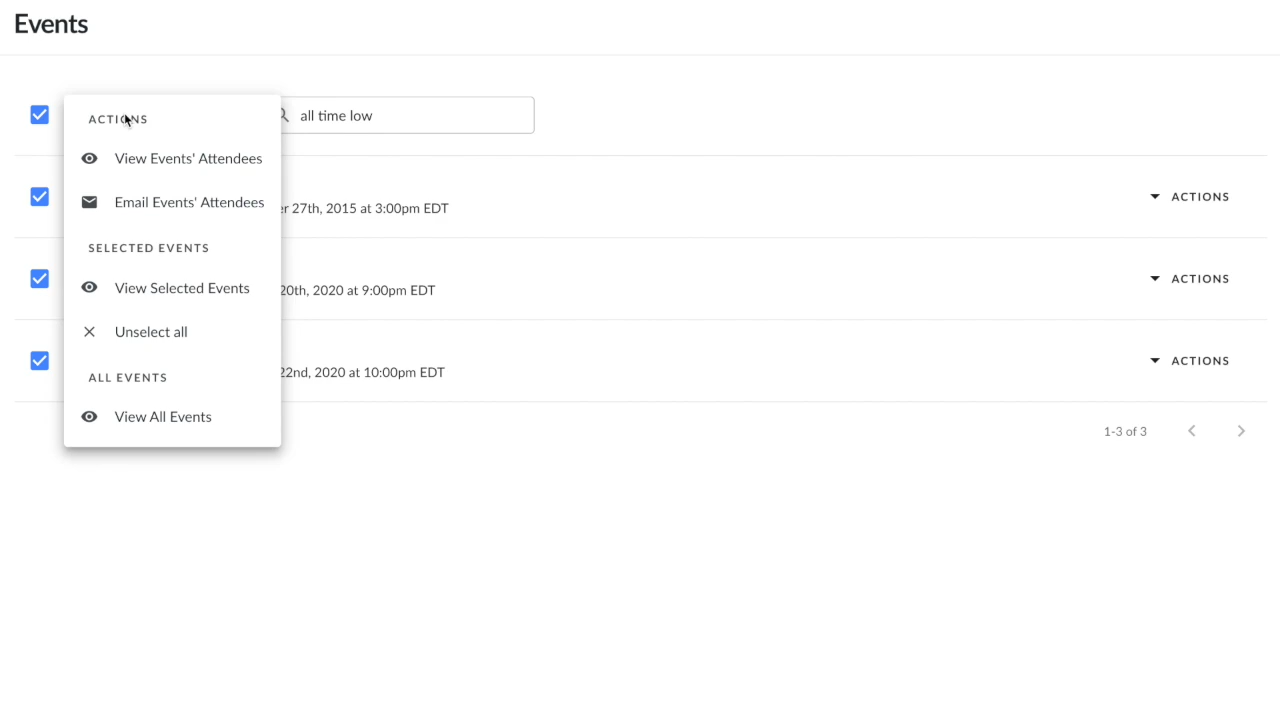 Events
all time low
ACTIONS
View Events' Attendees
Email Events' Attendees
27th, 2015 at 3:00pm EDT
ACTIONS
SELECTED EVENTS
View Selected Events
20th, 2020 at 9:00pm EDT
ACTIONS
Unselect all
ALL EVENTS
22nd, 2020 at 10:00pm EDT
ACTIONS
View All Events
1-3 of 3